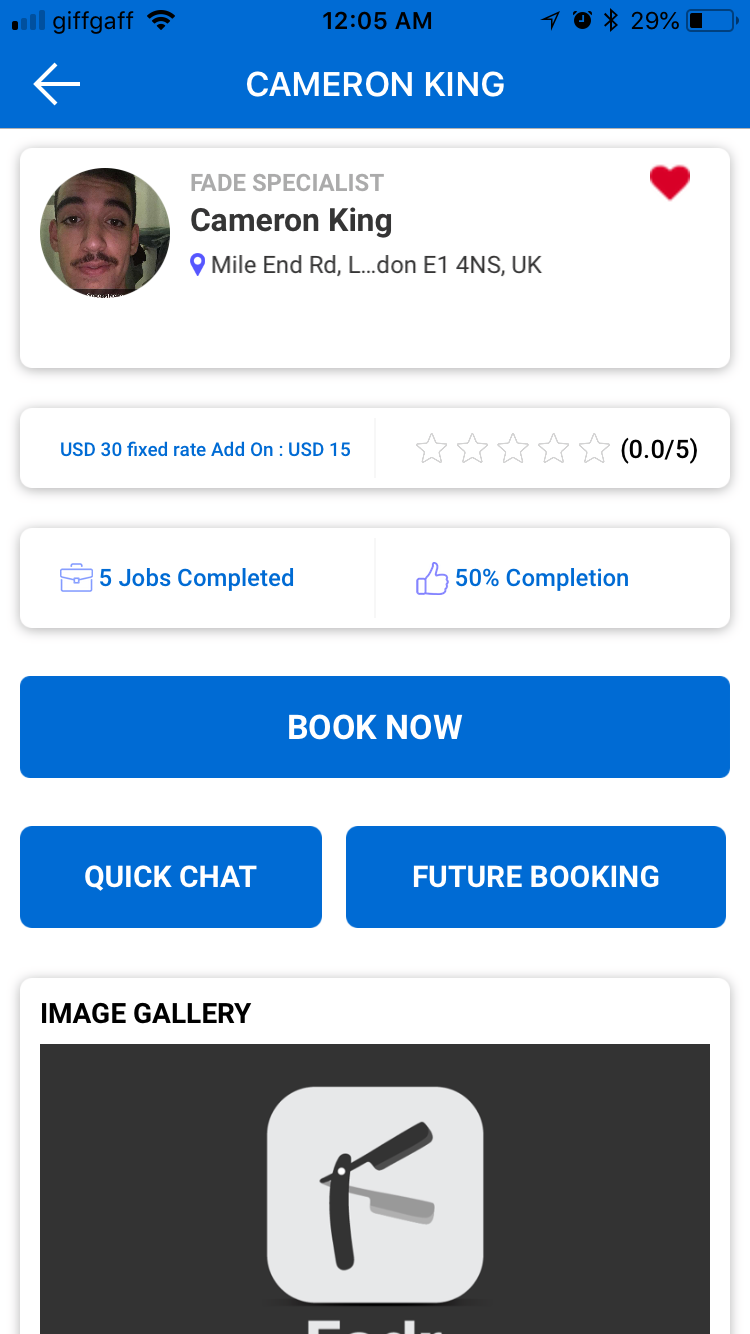 giffgaff 12:05 AM 29%
CAMERON KING
FADE SPECIALIST
Cameron King
Mile End Rd, L...don E1 4NS, UK
USD 30 fixed rate Add On : USD 15
(0.0/5)
5 Jobs Completed
50% Completion
BOOK NOW
QUICK CHAT
FUTURE BOOKING
IMAGE GALLERY